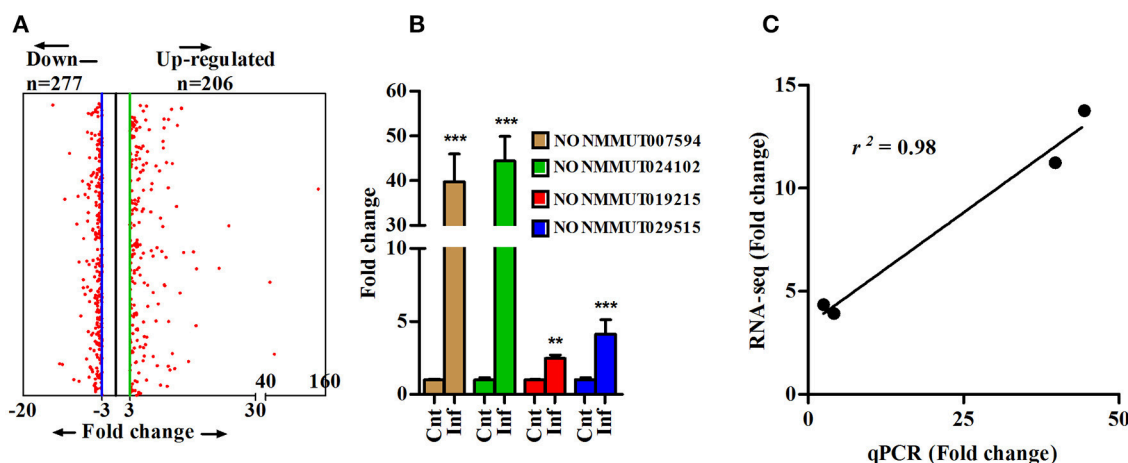 A
Down—
n=277
Up-regulated
n=206
-20
-3
3
30
40
160
Fold change
B
Fold change
60
50
40
30
10
5
0
***
***
**
***
NONMMUT007594
NONMMUT024102
NONMMUT019215
NONMMUT029515
Cnt
Inf
Cnt
Inf
Cnt
Inf
Cnt
Inf
C
RNA-seq (Fold change)
15
10
5
0
r² = 0.98
0
25
50
qPCR (Fold change)